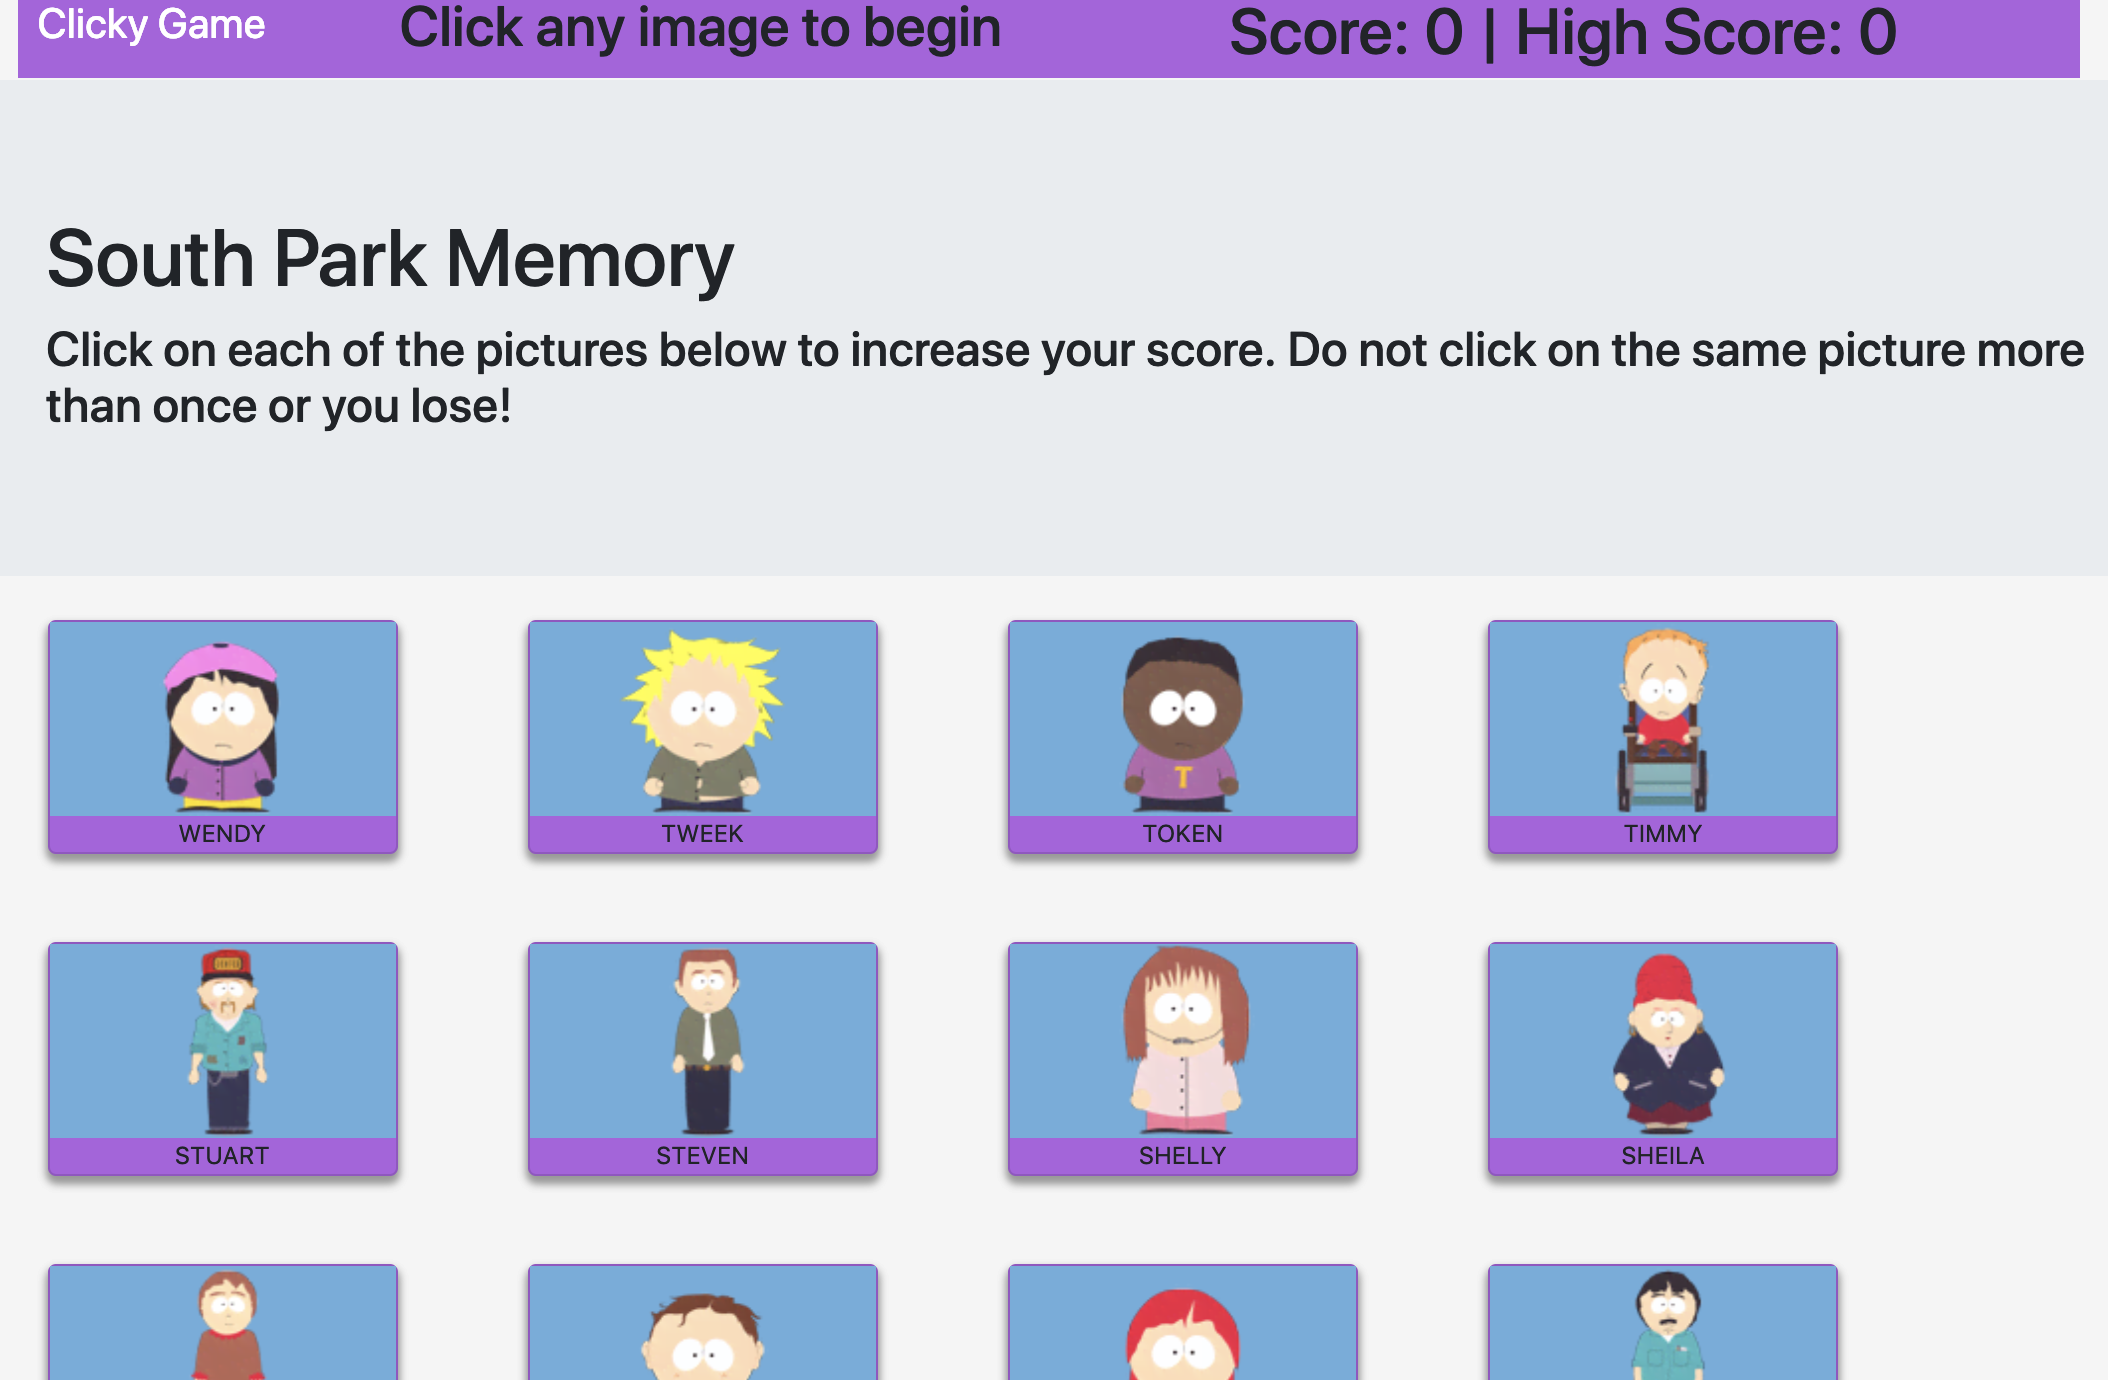 Clicky Game
Click any image to begin
Score: 0 | High Score: 0
South Park Memory
Click on each of the pictures below to increase your score. Do not click on the same picture more
than once or you lose!
T
WENDY
TWEEK
TOKEN
TIMMY
STUART
STEVEN
SHELLY
SHEILA